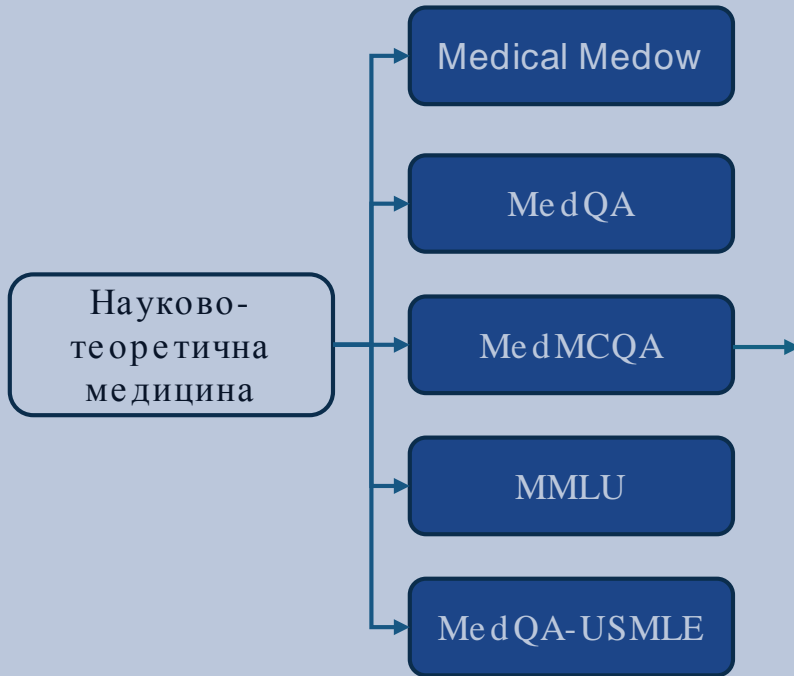 Medical Medow
MedQA
Науково-
теоретична
медицина
MedMCQA
MMLU
MedQA-USMLE